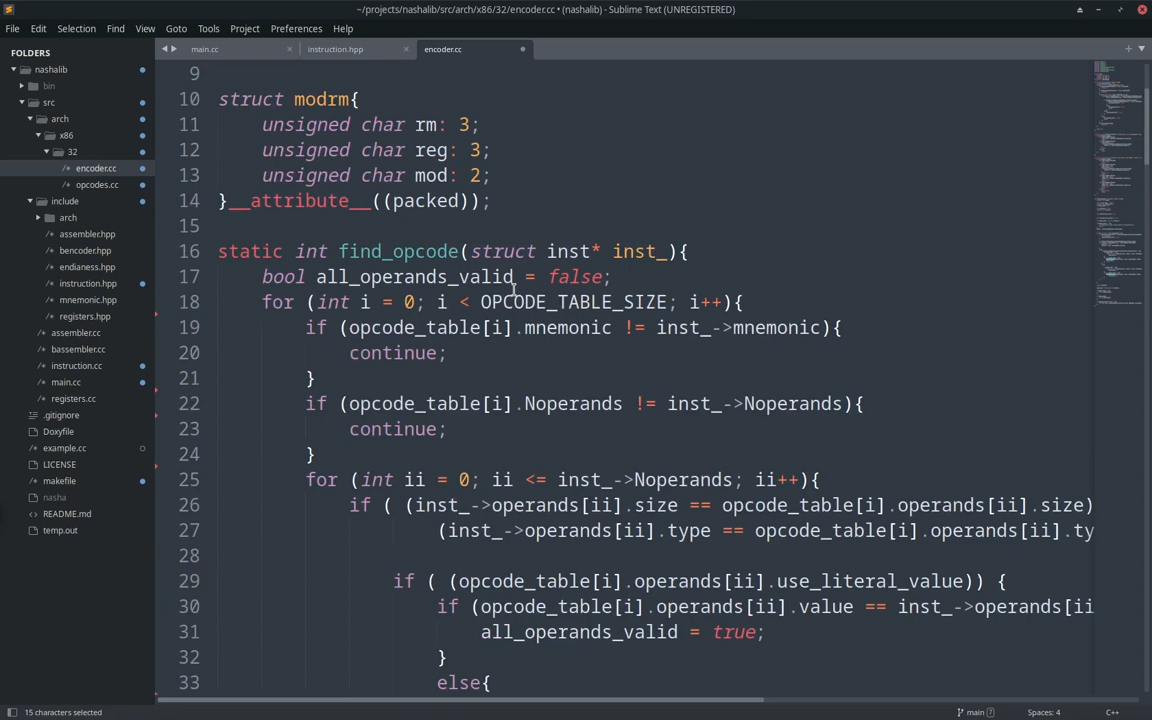 ~/projects/nashalib/src/arch/x86/32/encoder.cc • (nashalib) - Sublime Text (UNREGISTERED)
File Edit Selection Find View Goto Tools Project Preferences Help
FOLDERS
nashalib
bin
src
arch
x86
32
encoder.cc
opcodes.cc
include
arch
assembler.hpp
bencoder.hpp
endianess.hpp
instruction.hpp
mnemonic.hpp
registers.hpp
assembler.cc
bassembler.cc
instruction.cc
main.cc
registers.cc
.gitignore
Doxyfile
example.cc
LICENSE
makefile
nasha
README.md
temp.out
main.cc instruction.hpp encoder.cc
9
10 struct modrm{
11 unsigned char rm: 3;
12 unsigned char reg: 3;
13 unsigned char mod: 2;
14 }__attribute__((packed));
15
16 static int find_opcode(struct inst* inst_){
17 bool all_operands_valid = false;
18 for (int i = 0; i < OPCODE_TABLE_SIZE; i++){
19 if (opcode_table[i].mnemonic != inst_->mnemonic){
20 continue;
21 }
22 if (opcode_table[i].Noperands != inst_->Noperands){
23 continue;
24 }
25 for (int ii = 0; ii <= inst_->Noperands; ii++){
26 if ( (inst_->operands[ii].size == opcode_table[i].operands[ii].size)
27 (inst_->operands[ii].type == opcode_table[i].operands[ii].ty
28
29 if ( (opcode_table[i].operands[ii].use_literal_value)) {
30 if (opcode_table[i].operands[ii].value == inst_->operands[ii
31 all_operands_valid = true;
32 }
33 else{
15 characters selected main 7 Spaces: 4 C++